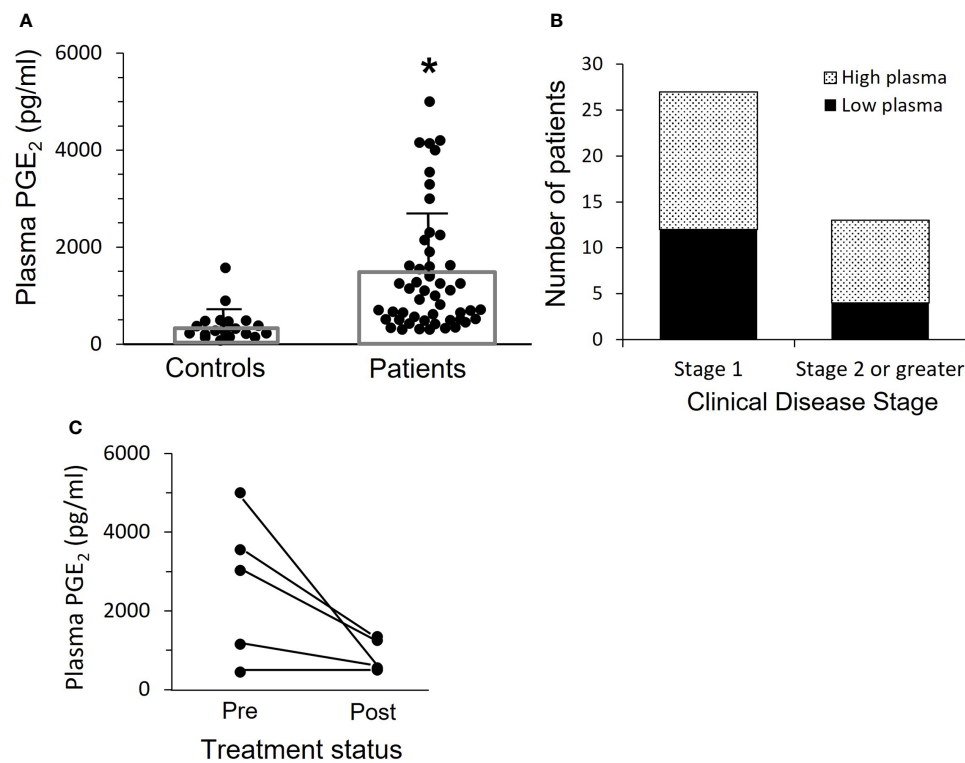 A
Plasma PGE₂ (pg/ml)
6000
4000
2000
0
*
Controls
Patients
B
Number of patients
30
25
20
15
10
5
0
High plasma
Low plasma
Stage 1
Stage 2 or greater
Clinical Disease Stage
C
Plasma PGE₂ (pg/ml)
6000
4000
2000
0
Pre
Post
Treatment status